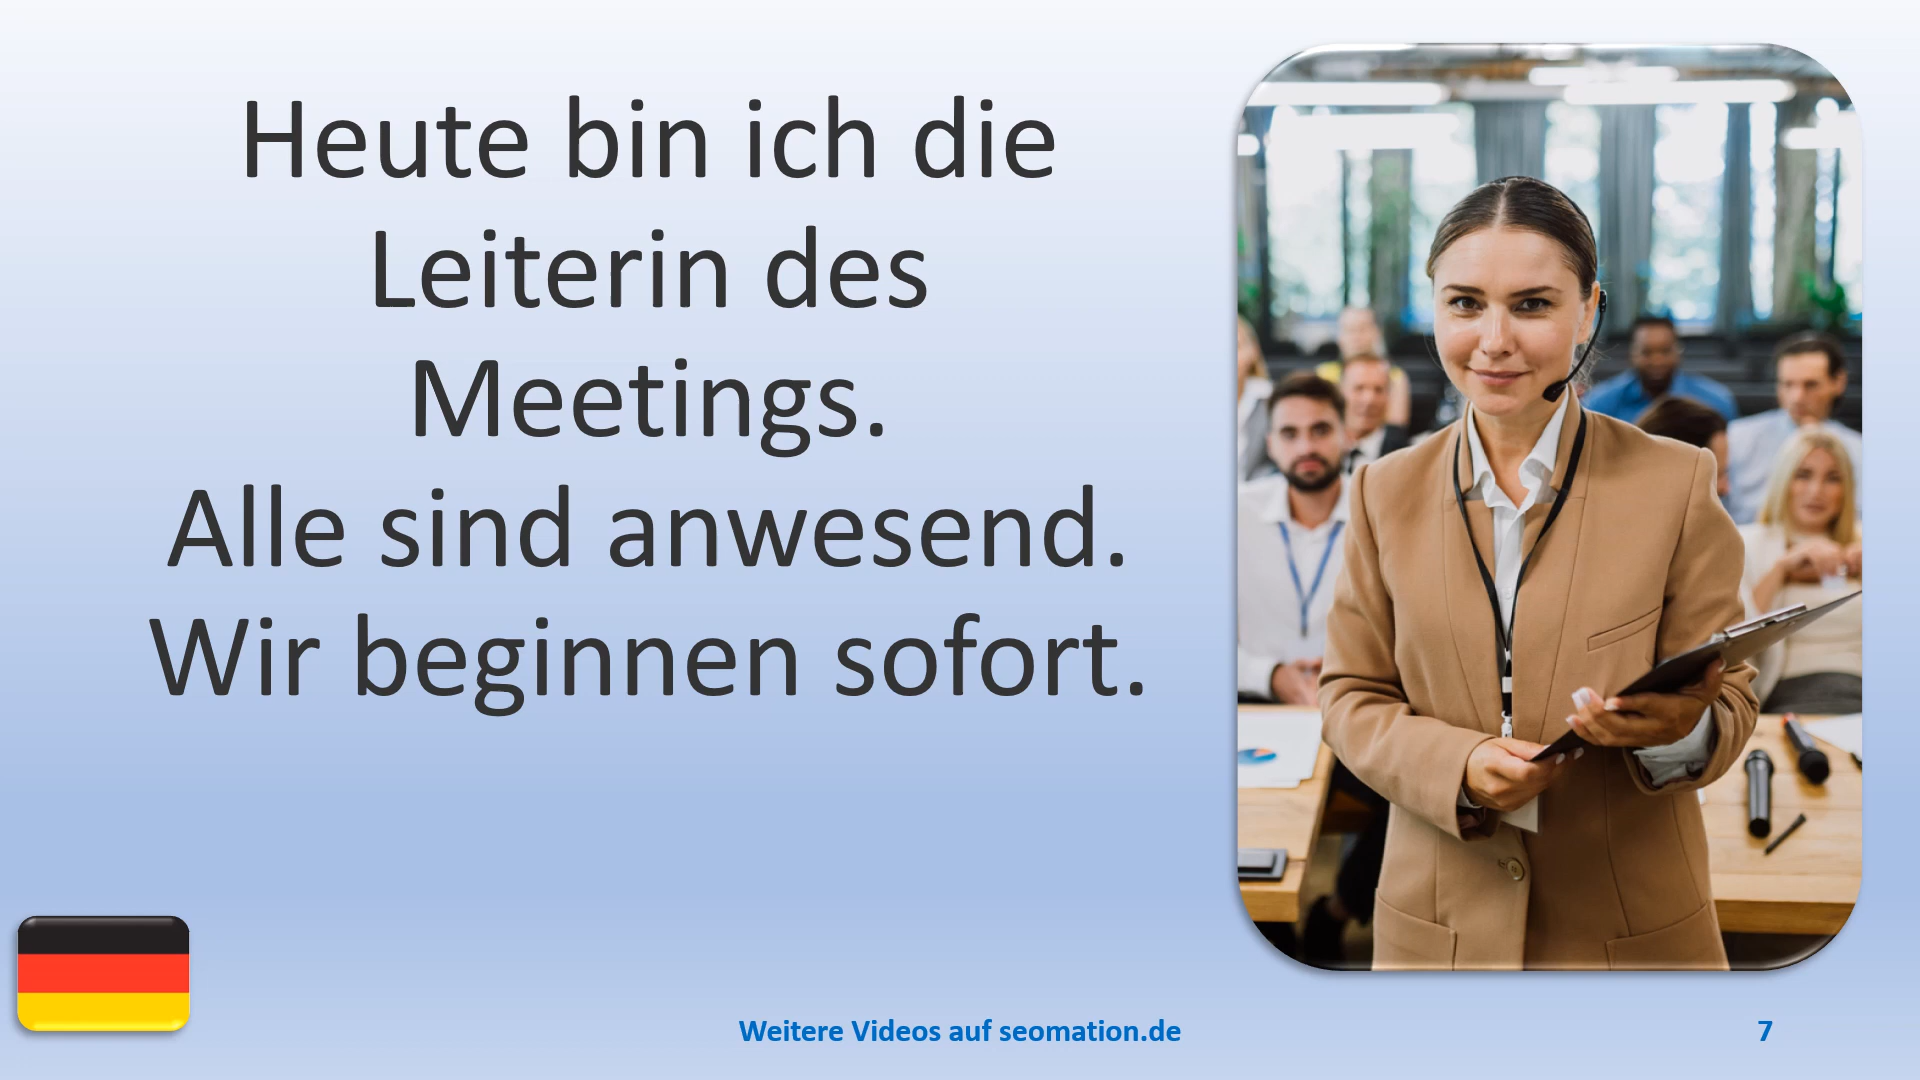 Heute bin ich die
Leiterin des
Meetings.
Alle sind anwesend.
Wir beginnen sofort.
Weitere Videos auf seomation.de
7